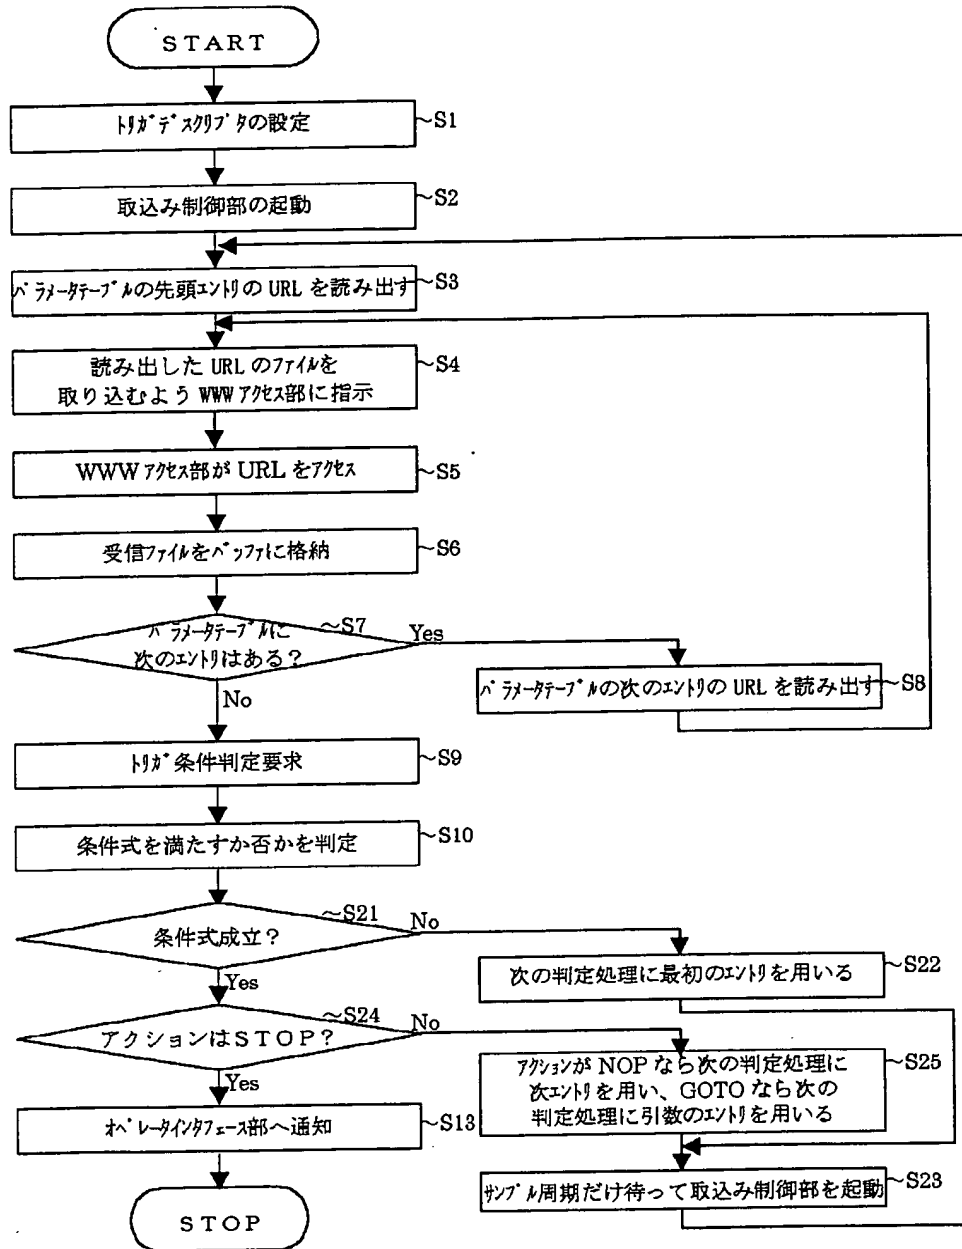 START
トリガデスクリプタの設定
~S1
取込み制御部の起動
~S2
パラメータテーブルの先頭エントリの URL を読み出す
~S3
読み出した URL のファイルを
取り込むよう WWW アクセス部に指示
~S4
WWW アクセス部が URL をアクセス
~S5
受信ファイルをバッファに格納
~S6
パラメータテーブルに
次のエントリはある?
~S7
Yes
No
パラメータテーブルの次のエントリの URL を読み出す
~S8
トリガ条件判定要求
~S9
条件式を満たすか否かを判定
~S10
条件式成立?
~S21
No
Yes
次の判定処理に最初のエントリを用いる
~S22
アクションはSTOP?
~S24
No
Yes
アクションが NOP なら次の判定処理に
次エントリを用い、GOTO なら次の
判定処理に引数のエントリを用いる
~S25
オペレータインタフェース部へ通知
~S13
サンプル周期だけ待って取込み制御部を起動
~S23
STOP